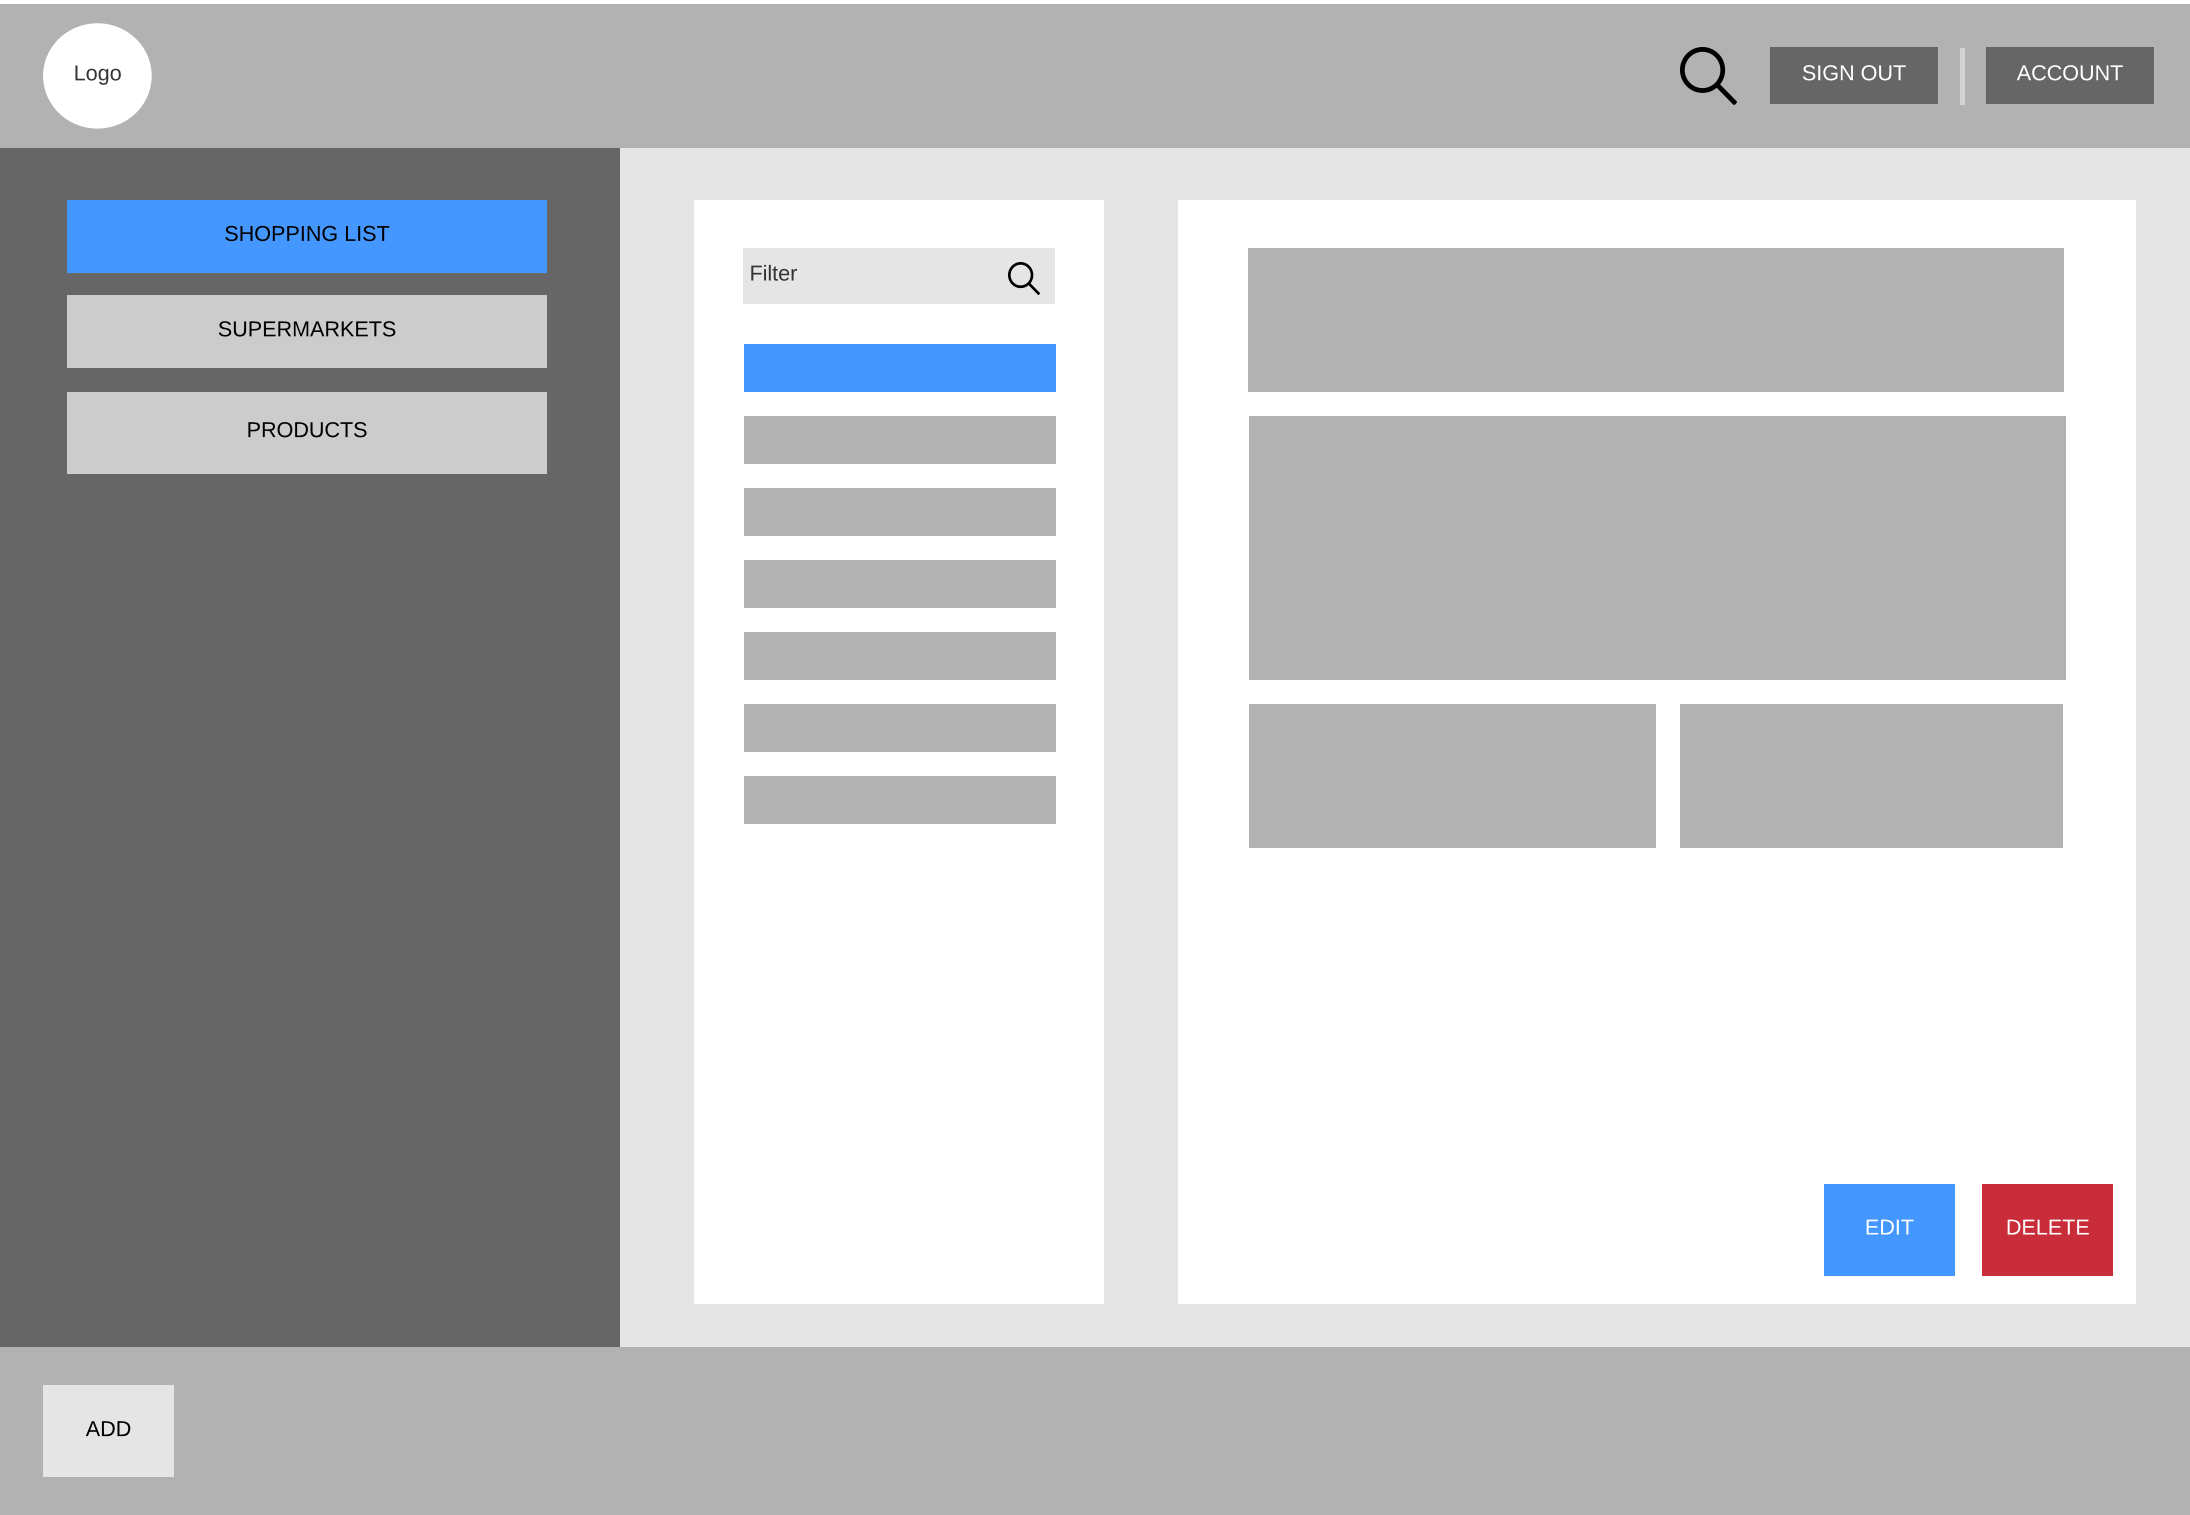 Logo
SIGN OUT
ACCOUNT
SHOPPING LIST
SUPERMARKETS
PRODUCTS
Filter
EDIT
DELETE
ADD